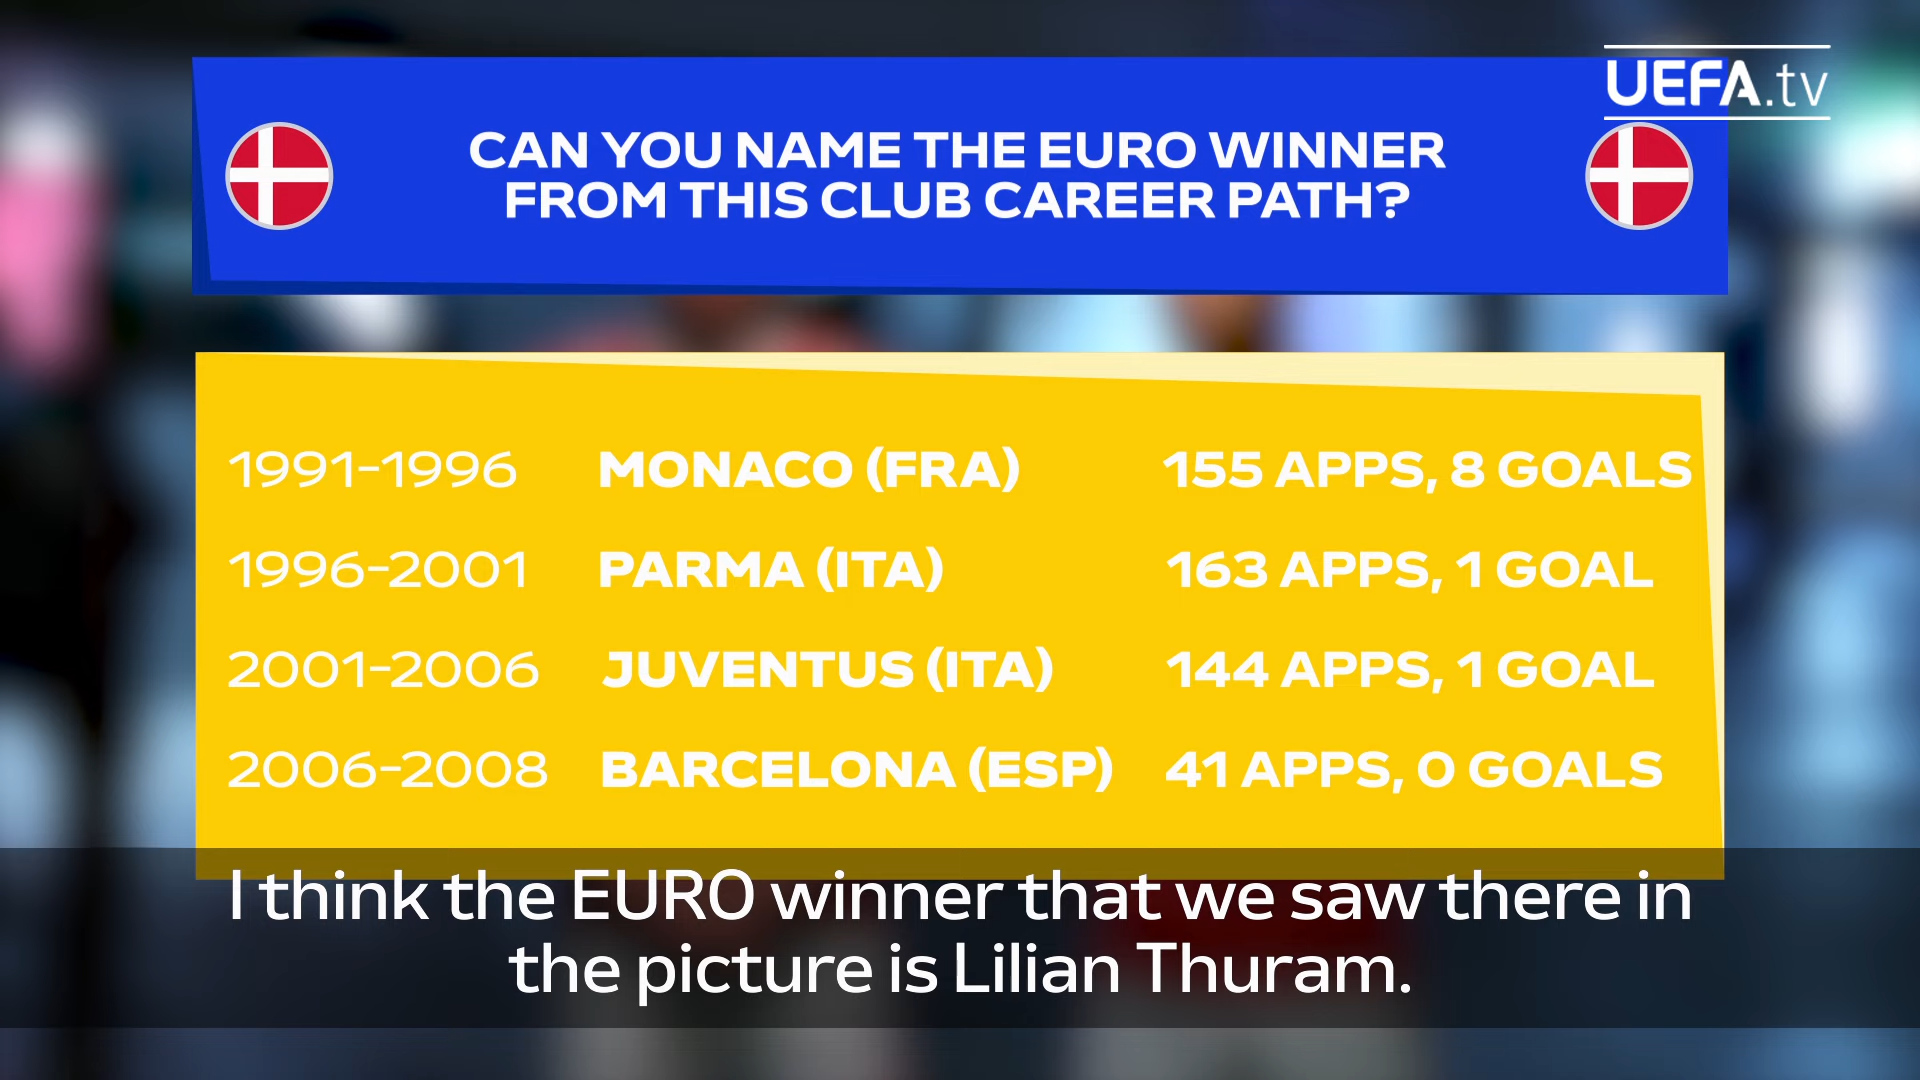 UEFA.tv
CAN YOU NAME THE EURO WINNER
FROM THIS CLUB CAREER PATH?
1991-1996 MONACO (FRA) 155 APPS, 8 GOALS
1996-2001 PARMA (ITA) 163 APPS, 1 GOAL
2001-2006 JUVENTUS (ITA) 144 APPS, 1 GOAL
2006-2008 BARCELONA (ESP) 41 APPS, 0 GOALS
I think the EURO winner that we saw there in
the picture is Lilian Thuram.